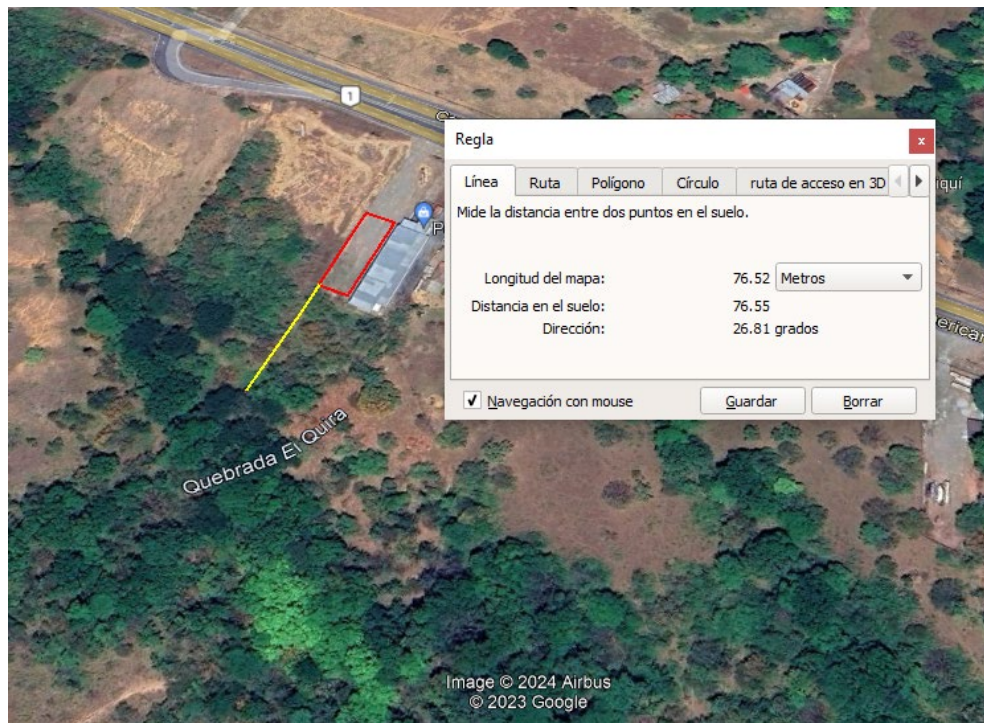 1
Regla
x
Línea
Ruta
Polígono
Círculo
ruta de acceso en 3D
Mide la distancia entre dos puntos en el suelo.
Longitud del mapa:
76.52
Metros
Distancia en el suelo:
76.55
Dirección:
26.81 grados
Navegación con mouse
Guardar
Borrar
P
iquí
erican
Quebrada El Quira
Image © 2024 Airbus
© 2023 Google